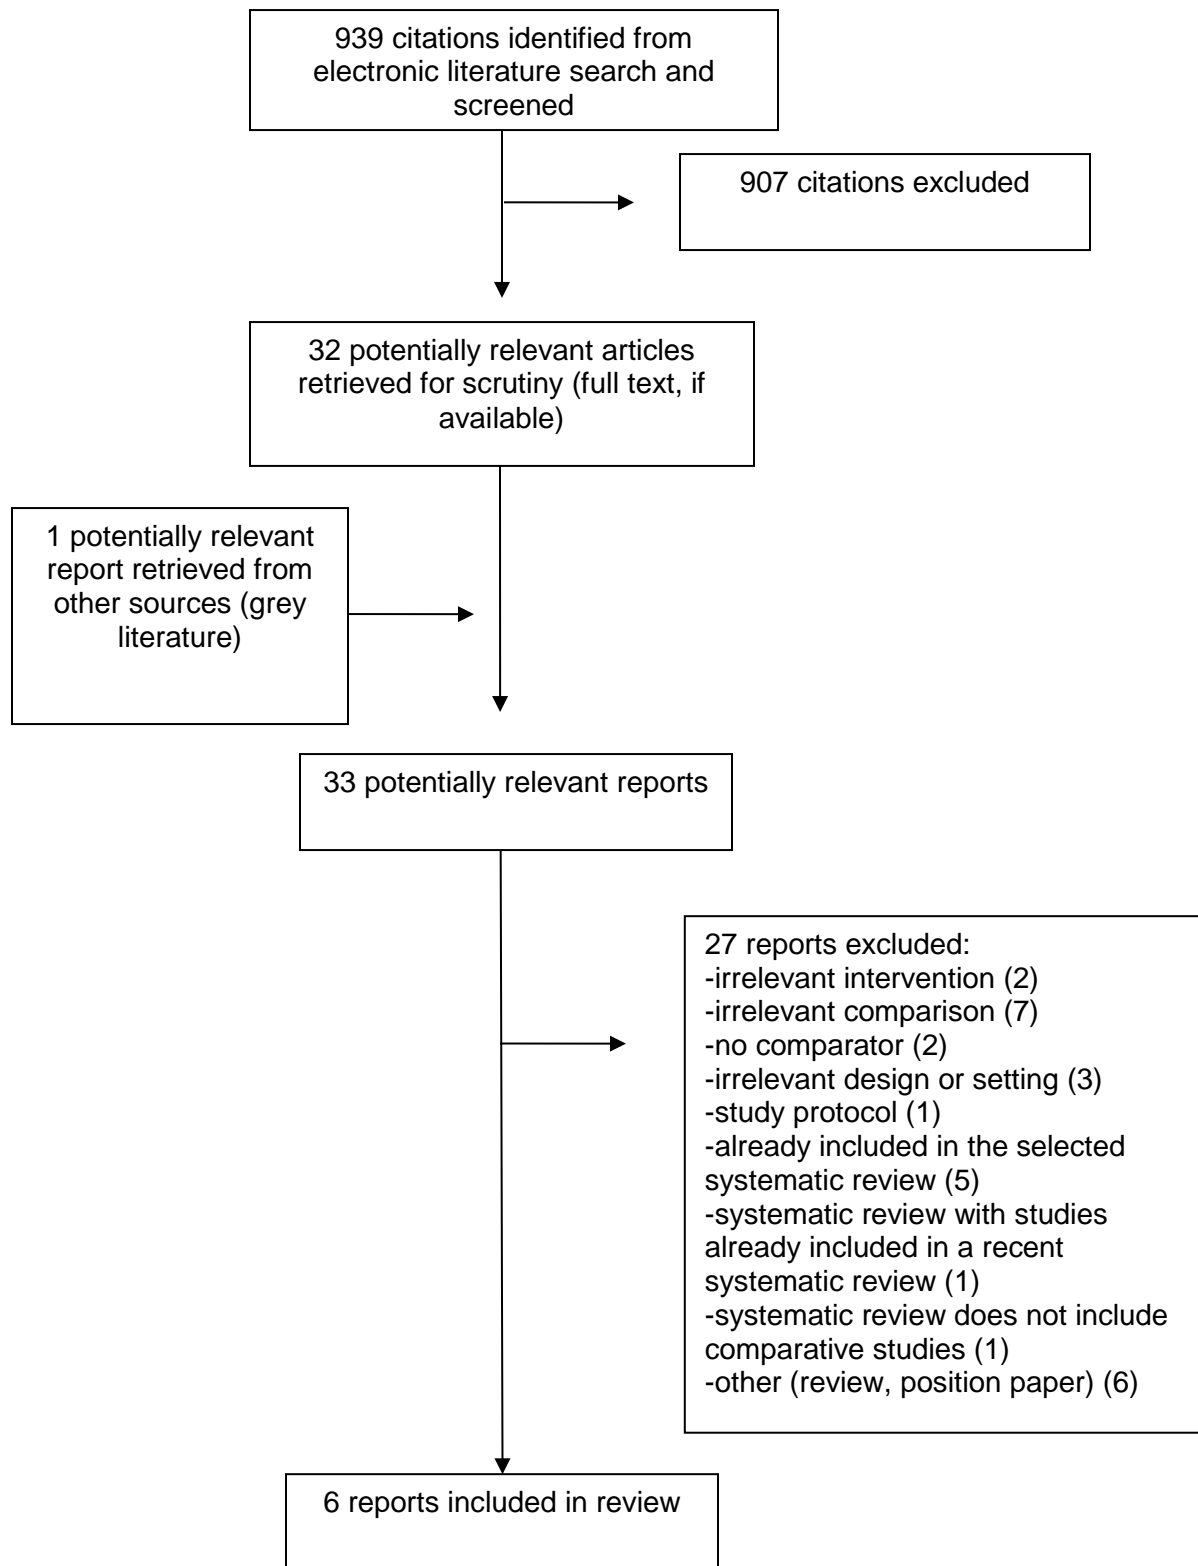 939 citations identified from
electronic literature search and
screened
907 citations excluded
32 potentially relevant articles
retrieved for scrutiny (full text, if
available)
1 potentially relevant
report retrieved from
other sources (grey
literature)
33 potentially relevant reports
27 reports excluded:
-irrelevant intervention (2)
-irrelevant comparison (7)
-no comparator (2)
-irrelevant design or setting (3)
-study protocol (1)
-already included in the selected
systematic review (5)
-systematic review with studies
already included in a recent
systematic review (1)
-systematic review does not include
comparative studies (1)
-other (review, position paper) (6)
6 reports included in review